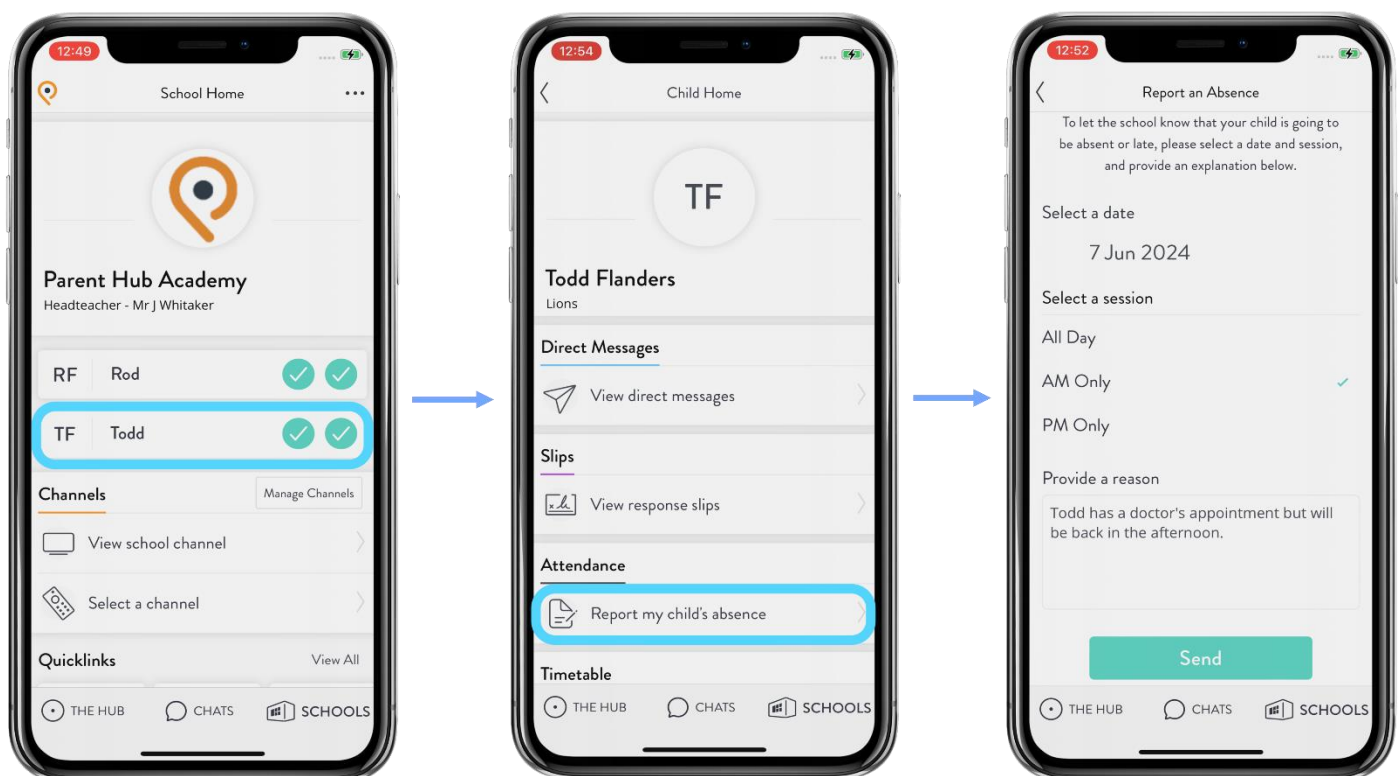 12:49
School Home
Parent Hub Academy
Headteacher - Mr J Whitaker
RF Rod
TF Todd
Channels Manage Channels
View school channel
Select a channel
Quicklinks View All
THE HUB CHATS SCHOOLS
12:54
Child Home
TF
Todd Flanders
Lions
Direct Messages
View direct messages
Slips
View response slips
Attendance
Report my child's absence
Timetable
THE HUB CHATS SCHOOLS
12:52
Report an Absence
To let the school know that your child is going to
be absent or late, please select a date and session,
and provide an explanation below.
Select a date
7 Jun 2024
Select a session
All Day
AM Only
PM Only
Provide a reason
Todd has a doctor's appointment but will
be back in the afternoon.
Send
THE HUB CHATS SCHOOLS